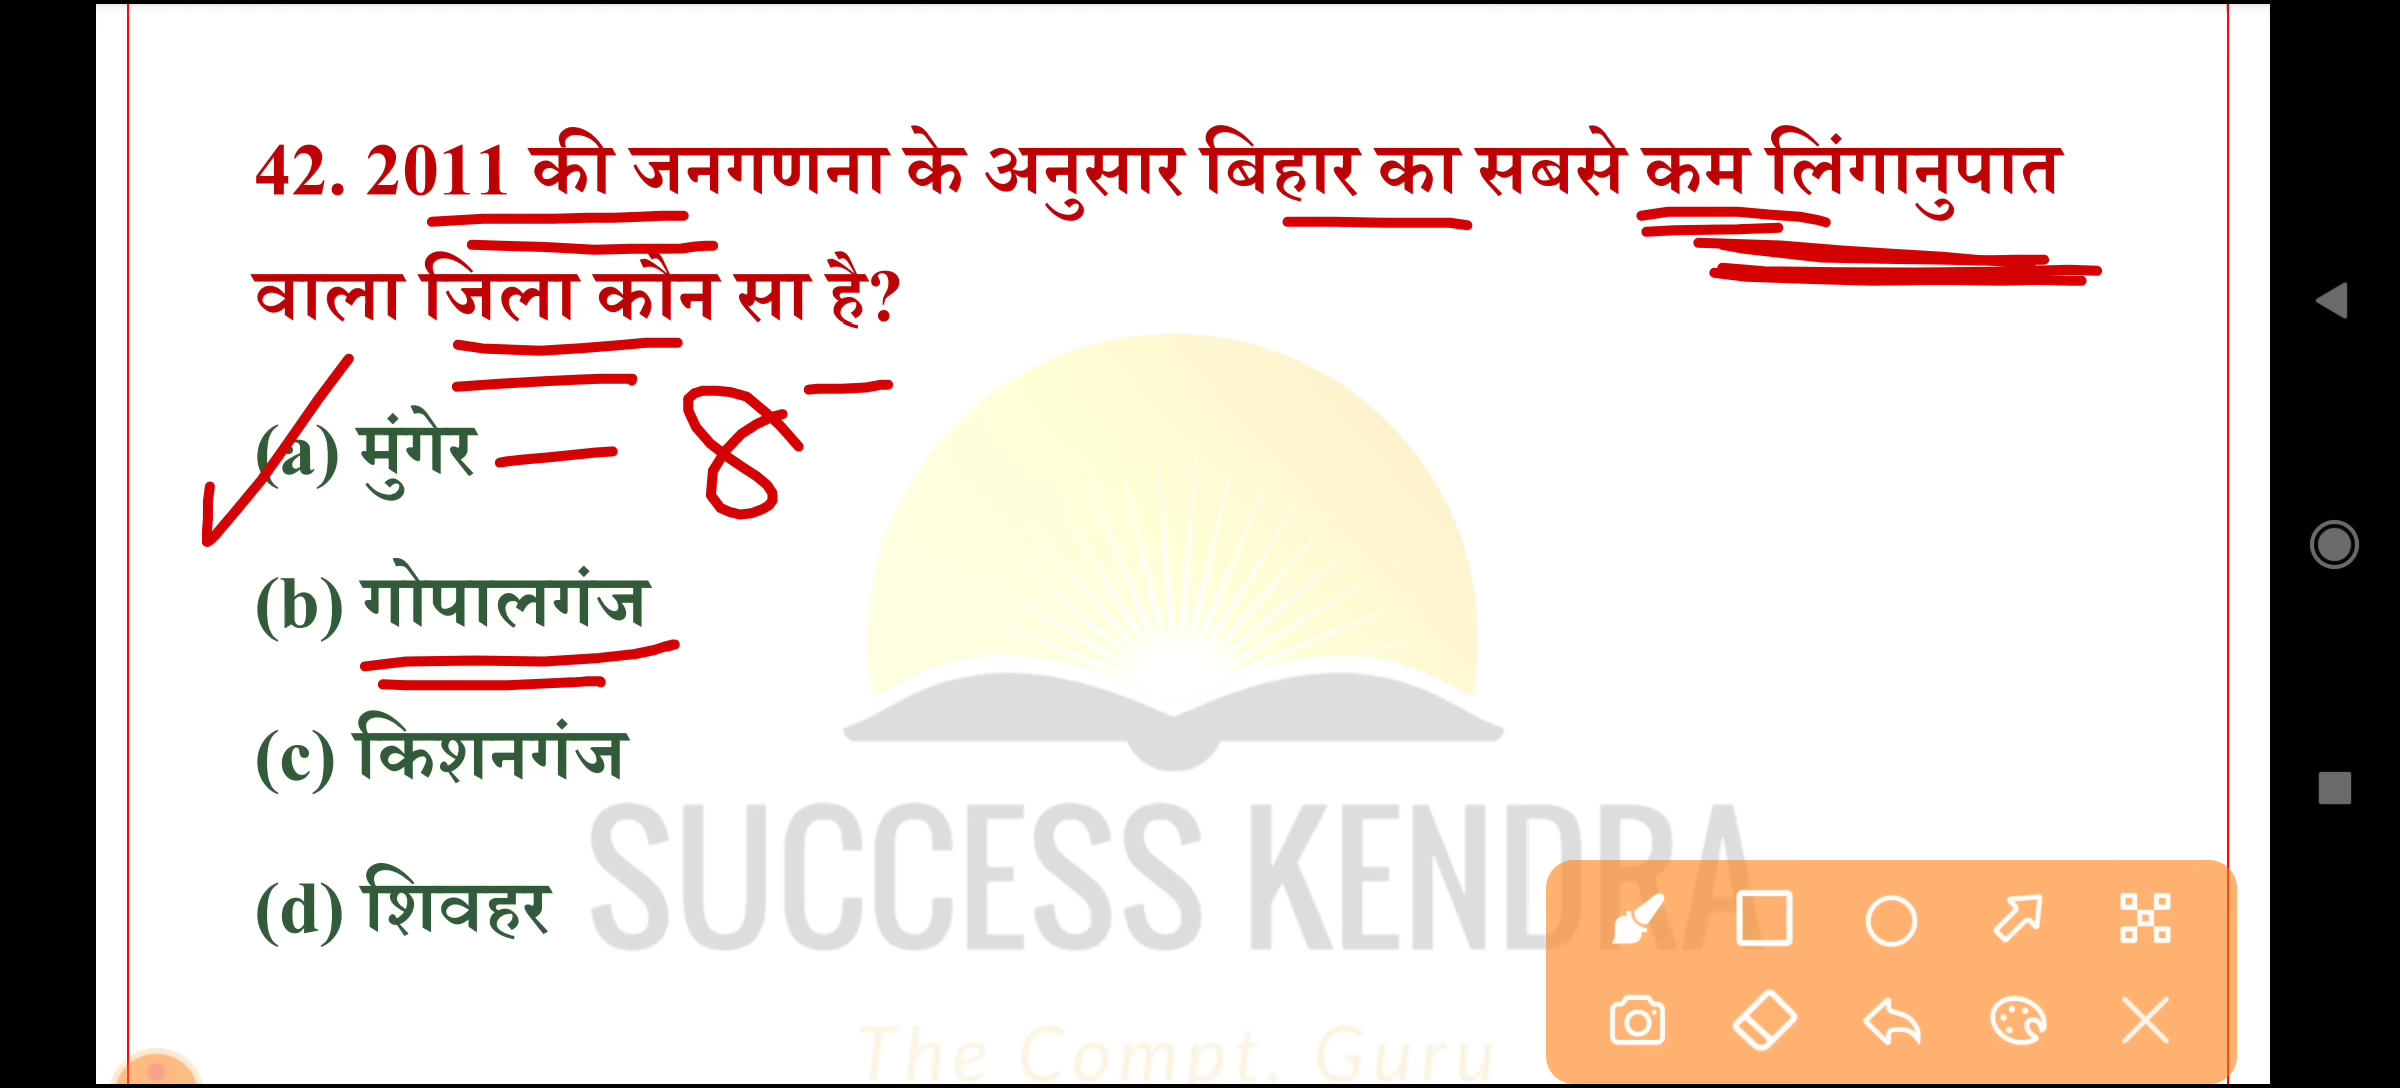 42. 2011 की जनगणना के अनुसार बिहार का सबसे कम लिंगानुपात
वाला जिला कौन सा है?
(a) मुंगेर — 8
(b) गोपालगंज
(c) किशनगंज
(d) शिवहर
SUCCESS KENDRA
The Compt. Guru